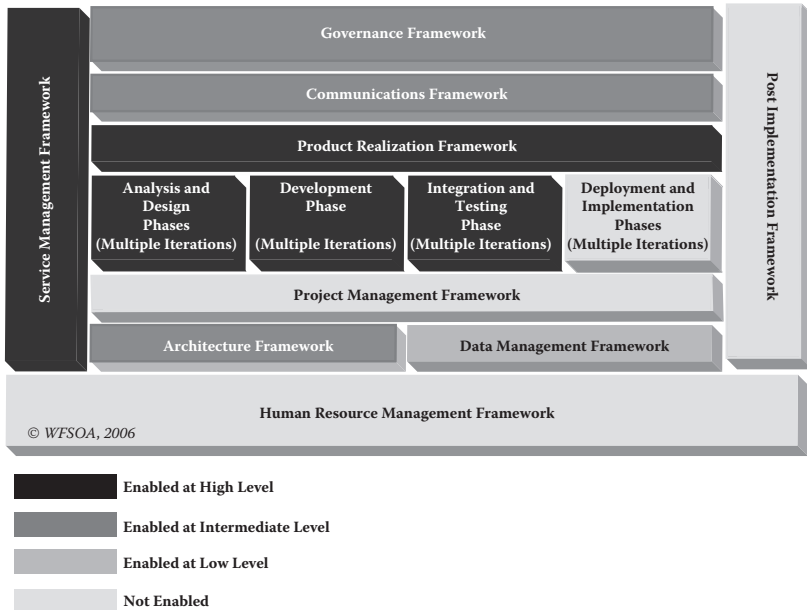 Governance Framework
Communications Framework
Product Realization Framework
Service Management Framework
Post Implementation Framework
Analysis and
Design
Phases
(Multiple Iterations)
Development
Phase
(Multiple Iterations)
Integration and
Testing
Phase
(Multiple Iterations)
Deployment and
Implementation
Phases
(Multiple Iterations)
Project Management Framework
Architecture Framework
Data Management Framework
Human Resource Management Framework
© WFSOA, 2006
Enabled at High Level
Enabled at Intermediate Level
Enabled at Low Level
Not Enabled